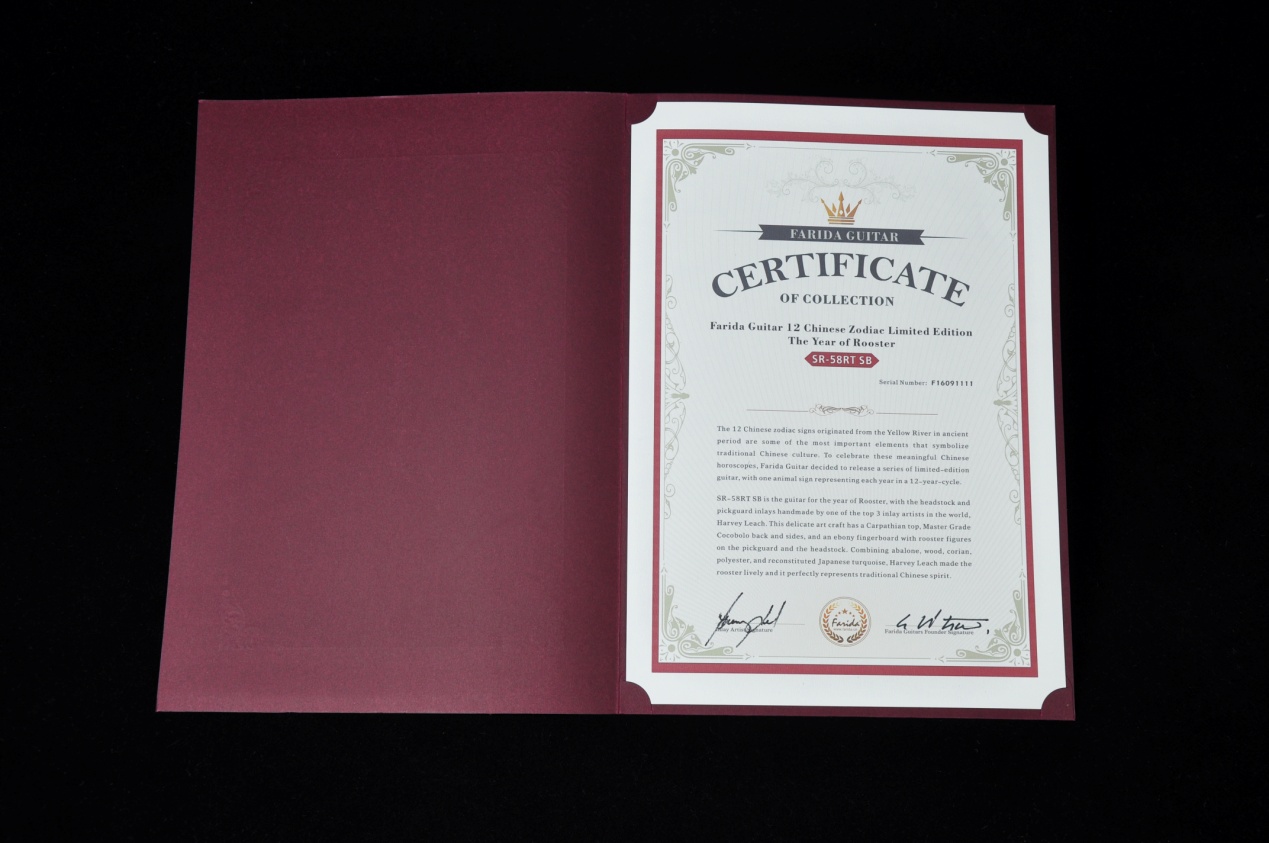 FARIDA GUITAR
CERTIFICATE
OF COLLECTION
Farida Guitar 12 Chinese Zodiac Limited Edition
The Year of Rooster
SR-58RT SB
Serial Number: F16091111
The 12 Chinese zodiac signs originated from the Yellow River in ancient
period are some of the most important elements that symbolize
traditional Chinese culture. To celebrate these meaningful Chinese
horoscopes, Farida Guitar decided to release a series of limited-edition
guitar, with one animal sign representing each year in a 12-year-cycle.
SR-58RT SB is the guitar for the year of Rooster, with the headstock and
pickguard inlays handmade by one of the top 3 inlay artists in the world,
Harvey Leach. This delicate art craft has a Carpathian top, Master Grade
Cocobolo back and sides, and an ebony fingerboard with rooster figures
on the pickguard and the headstock. Combining abalone, wood, corian,
polyester, and reconstituted Japanese turquoise, Harvey Leach made the
rooster lively and it perfectly represents traditional Chinese spirit.
Inlay Artist Signature
Farida
Farida Guitars Founder Signature